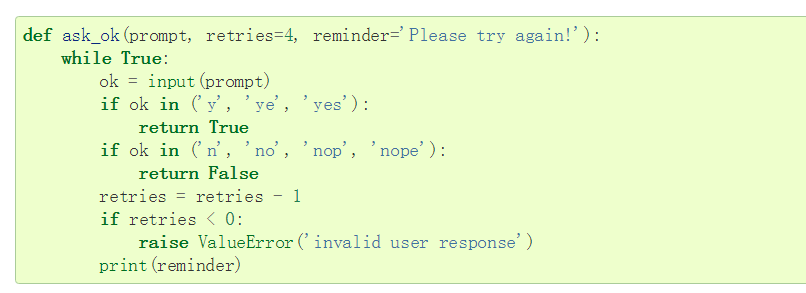 def ask_ok(prompt, retries=4, reminder='Please try again!'):
    while True:
        ok = input(prompt)
        if ok in ('y', 'ye', 'yes'):
            return True
        if ok in ('n', 'no', 'nop', 'nope'):
            return False
        retries = retries - 1
        if retries < 0:
            raise ValueError('invalid user response')
        print(reminder)